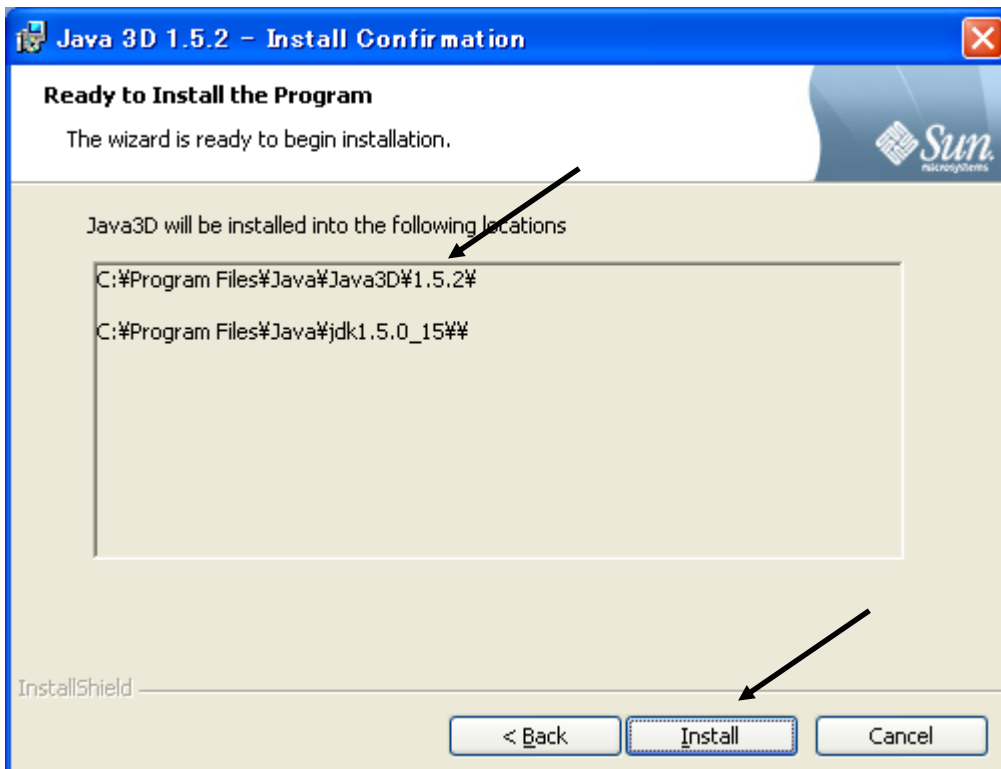 Java 3D 1.5.2 - Install Confirmation
Ready to Install the Program
The wizard is ready to begin installation.
Sun
microsystems
Java3D will be installed into the following locations
C:¥Program Files¥Java¥Java3D¥1.5.2¥
C:¥Program Files¥Java¥jdk1.5.0_15¥¥
InstallShield
< Back
Install
Cancel